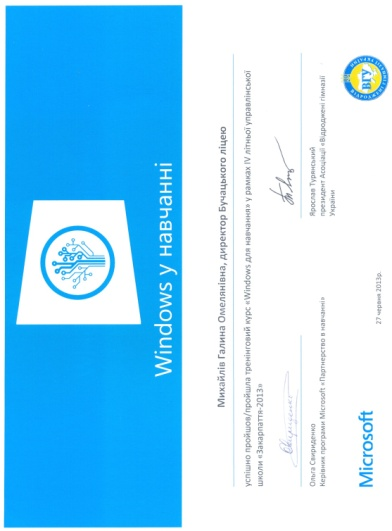 Windows у навчанні
Михайлів Галина Омелянівна, директор Бучацького ліцею
успішно пройшов/пройшла тренінговий курс «Windows для навчання» у рамках IV літньої управлінської
школи «Закарпаття-2013»
Ольга Свириденко
Керівник програми Microsoft «Партнерство в навчанні»
Ярослав Турянський
президент Асоціації «Відроджені гімназії
України
27 червня 2013р.
Microsoft
ВГУ